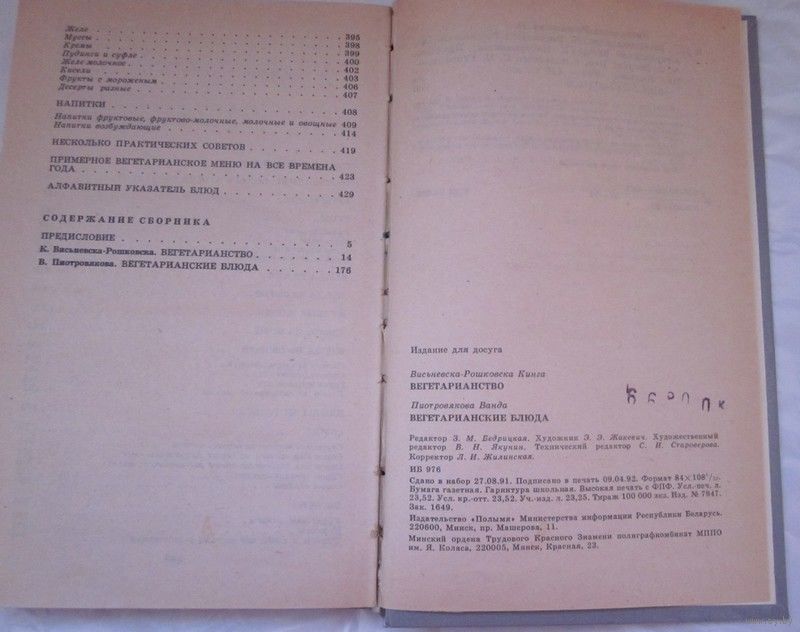 Желе . . . 395
Муссы . . . 398
Кремы . . . 399
Пудинги и суфле . . . 400
Желе молочное . . . 402
Кисели . . . 403
Фрукты с мороженым . . . 406
Десерты разные . . . 407
НАПИТКИ . . . 408
Напитки фруктовые, фруктово-молочные, молочные и овощные 409
Напитки возбуждающие . . . 414
НЕСКОЛЬКО ПРАКТИЧЕСКИХ СОВЕТОВ . . . 419
ПРИМЕРНОЕ ВЕГЕТАРИАНСКОЕ МЕНЮ НА ВСЕ ВРЕМЕНА
ГОДА . . . 423
АЛФАВИТНЫЙ УКАЗАТЕЛЬ БЛЮД . . . 429
СОДЕРЖАНИЕ СБОРНИКА
ПРЕДИСЛОВИЕ . . . 5
К. Висьневска-Рошковска. ВЕГЕТАРИАНСТВО . . . 14
В. Пиотровякова. ВЕГЕТАРИАНСКИЕ БЛЮДА . . . 176
Издание для досуга
Висьневска-Рошковска Кинга
ВЕГЕТАРИАНСТВО
Пиотровякова Ванда
ВЕГЕТАРИАНСКИЕ БЛЮДА
Редактор З. М. Бедрицкая. Художник Э. Э. Жакевич. Художественный
редактор В. Н. Якунин. Технический редактор С. И. Староверова.
Корректор Л. И. Жилинская.
ИБ 976
Сдано в набор 27.08.91. Подписано в печать 09.04.92. Формат 84×108¹/₃₂.
Бумага газетная. Гарнитура школьная. Высокая печать с ФПФ. Усл.-печ. л.
23,52. Усл. кр.-отт. 23,52. Уч.-изд. л. 23,25. Тираж 100 000 экз. Изд. № 7847.
Зак. 1649.
Издательство «Полымя» Министерства информации Республики Беларусь.
220600, Минск, пр. Машерова, 11.
Минский ордена Трудового Красного Знамени полиграфкомбинат МППО
им. Я. Коласа, 220005, Минск, Красная, 23.